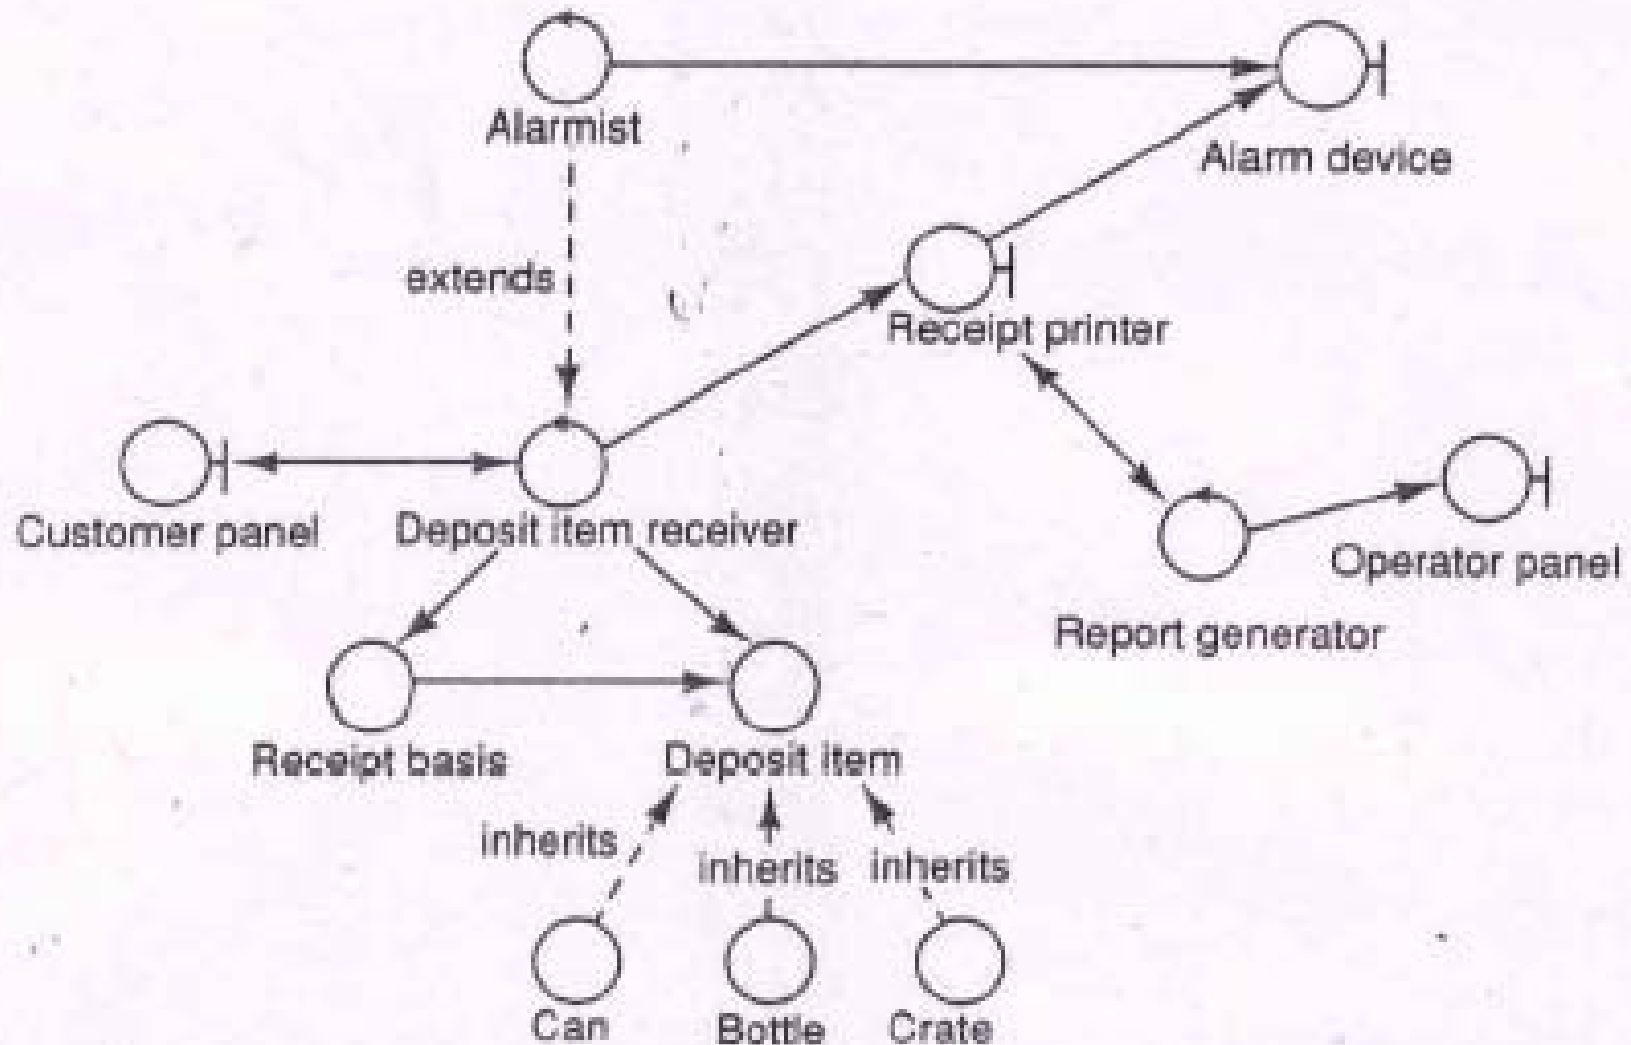 Alarmist
Alarm device
extends
Receipt printer
Customer panel
Deposit item receiver
Operator panel
Report generator
Receipt basis
Deposit item
inherits
inherits
inherits
Can
Bottle
Crate